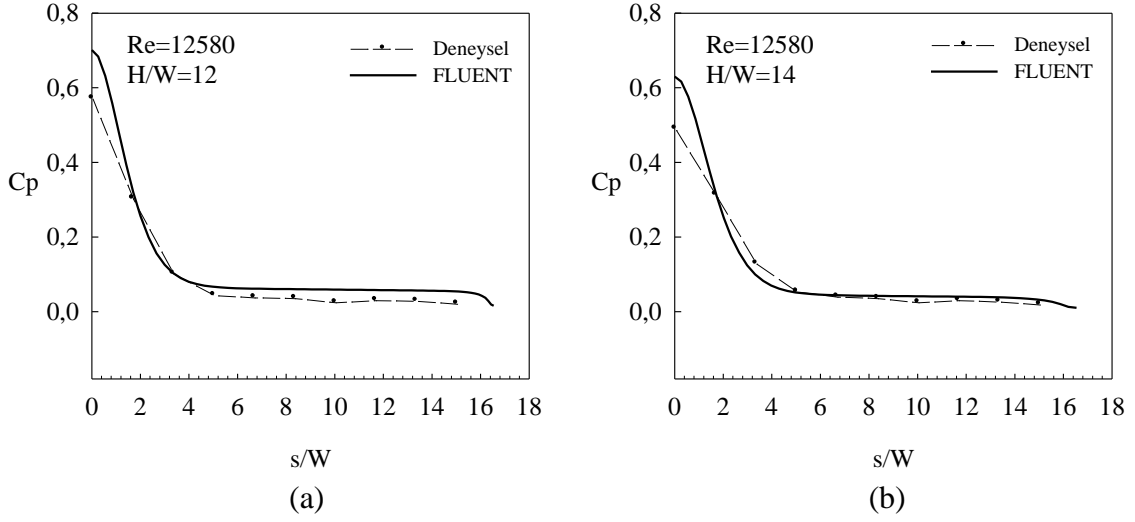 0,8
Re=12580
H/W=12
Deneysel
FLUENT
0,6
0,4
Cp
0,2
0,0
0 2 4 6 8 10 12 14 16 18
s/W
(a)
0,8
Re=12580
H/W=14
Deneysel
FLUENT
0,6
0,4
Cp
0,2
0,0
0 2 4 6 8 10 12 14 16 18
s/W
(b)